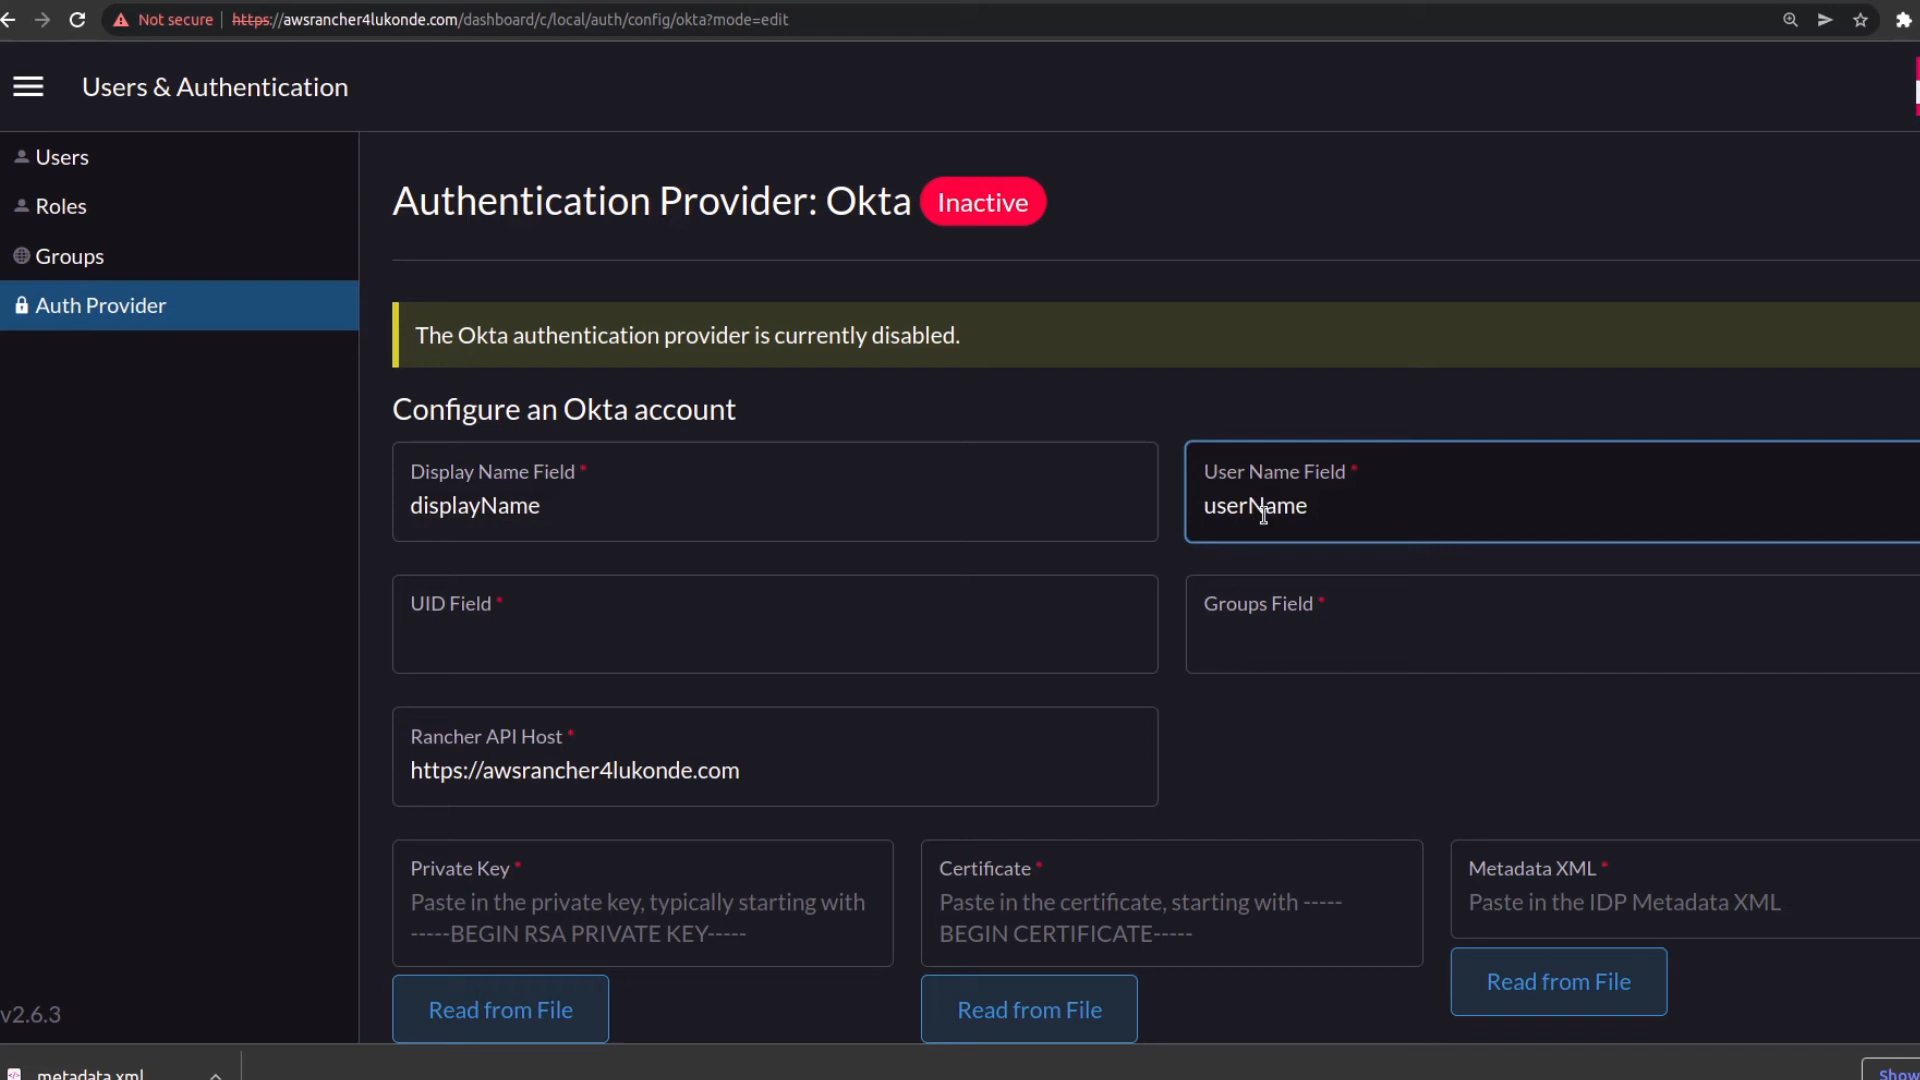 Not secure | https://awsrancher4lukonde.com/dashboard/c/local/auth/config/okta?mode=edit
Users & Authentication
Users
Roles
Groups
Auth Provider
Authentication Provider: Okta Inactive
The Okta authentication provider is currently disabled.
Configure an Okta account
Display Name Field *
displayName
User Name Field *
userName
UID Field *
Groups Field *
Rancher API Host *
https://awsrancher4lukonde.com
Private Key *
Paste in the private key, typically starting with
-----BEGIN RSA PRIVATE KEY-----
Read from File
Certificate *
Paste in the certificate, starting with -----
BEGIN CERTIFICATE-----
Read from File
Metadata XML *
Paste in the IDP Metadata XML
Read from File
v2.6.3
metadata.xml
Show